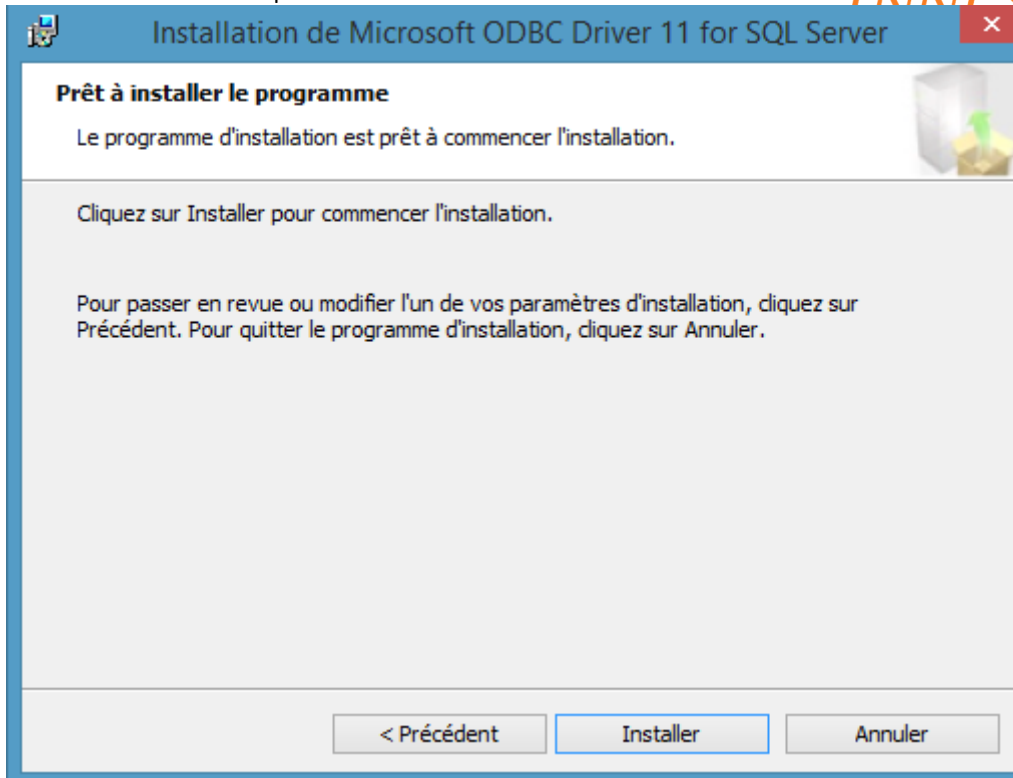 Installation de Microsoft ODBC Driver 11 for SQL Server
Prêt à installer le programme
Le programme d'installation est prêt à commencer l'installation.
Cliquez sur Installer pour commencer l'installation.
Pour passer en revue ou modifier l'un de vos paramètres d'installation, cliquez sur
Précédent. Pour quitter le programme d'installation, cliquez sur Annuler.
< Précédent
Installer
Annuler